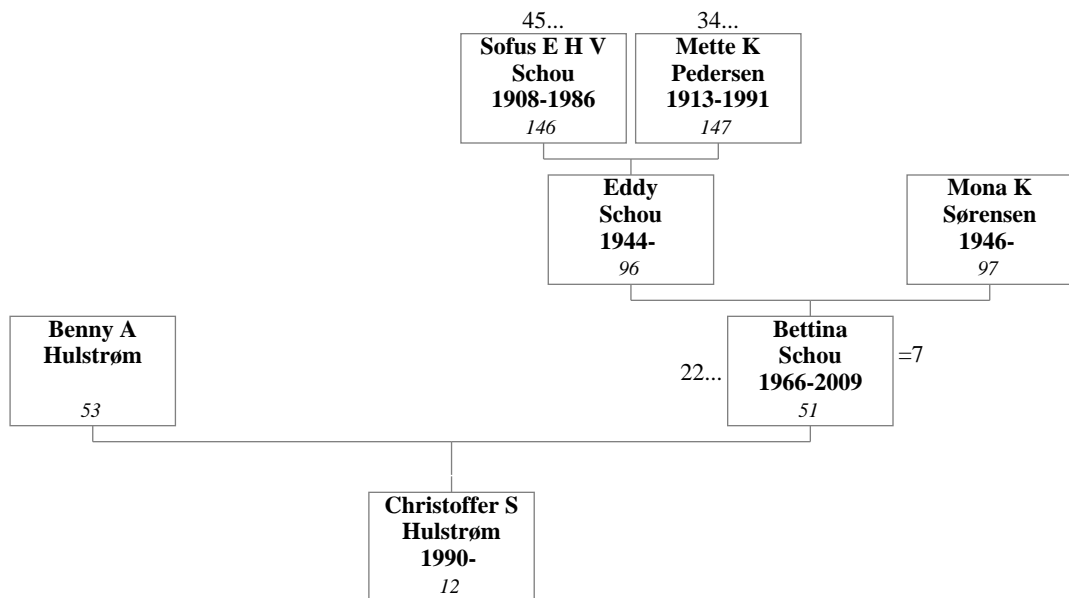 45...
34...
Sofus E H V
Schou
1908-1986
146
Mette K
Pedersen
1913-1991
147
Eddy
Schou
1944-
96
Mona K
Sørensen
1946-
97
Benny A
Hulstrøm
53
22...
Bettina
Schou
1966-2009
51
=7
Christoffer S
Hulstrøm
1990-
12